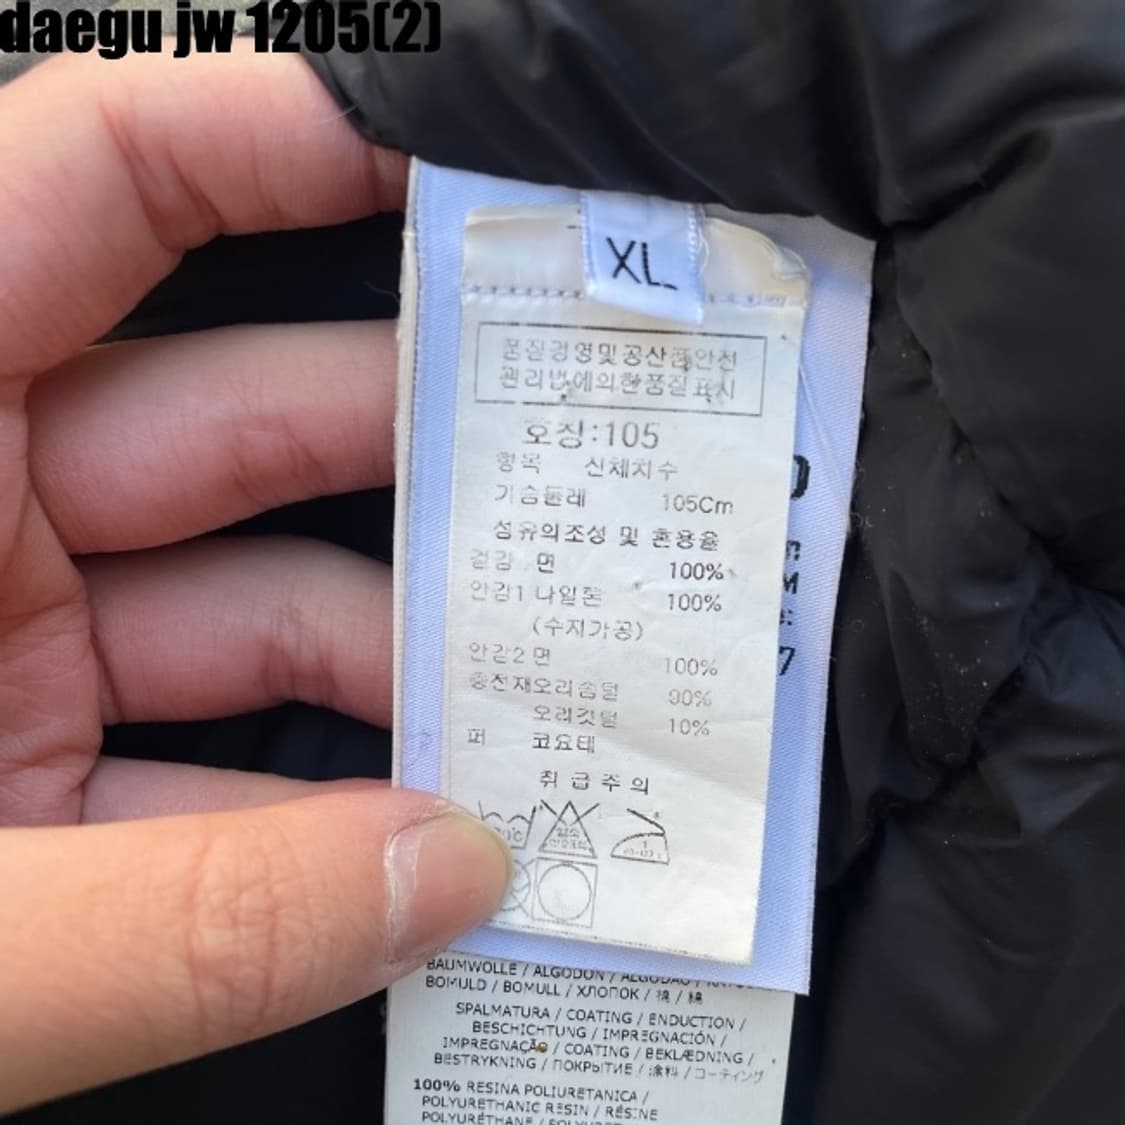 daegu jw 1205(2)
XL
품질경영및공산품안전
관리법에의한품질표시
호칭:105
항목 신체치수
가슴둘레 105Cm
섬유의조성 및 혼용율
겉감 면 100%
안감1 나일론 100%
(수지가공)
안감2 면 100%
충전재오리솜털 90%
오리깃털 10%
퍼 코요태
취급주의
7
BAUMWOLLE / ALGODON / ALGODAO /
BOMULD / BOMULL / ХЛОПОК / 棉 / 綿
SPALMATURA / COATING / ENDUCTION /
BESCHICHTUNG / IMPREGNACIÓN /
IMPREGNAÇÃO / COATING / BEKLÆDNING /
BESTRYKNING / ПОКРЫТИЕ / 涂料 / コーティング
100% RESINA POLIURETANICA /
POLYURETHANIC RESIN / RÉSINE
POLYURÉTHANE /